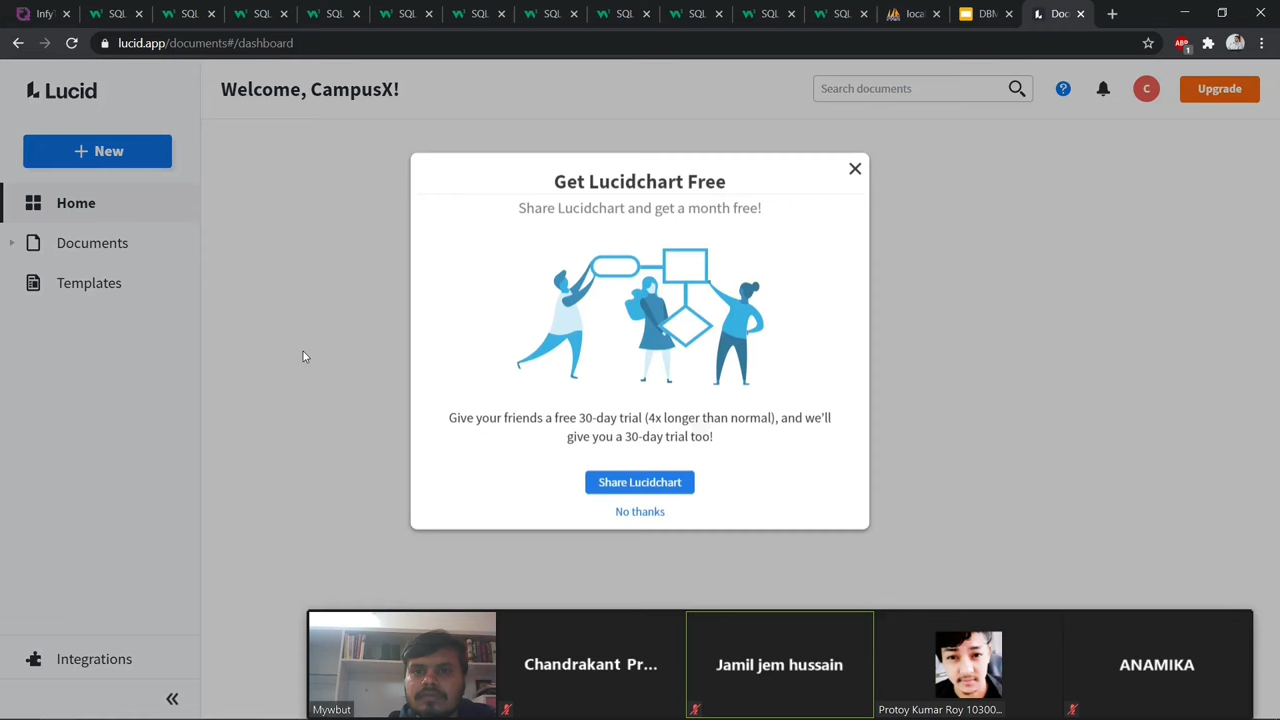 Infy
SQL
SQL
SQL
SQL
SQL
SQL
SQL
SQL
SQL
SQL
SQL
local
DBM
Doc
lucid.app/documents#/dashboard
ABP
1
Lucid
Welcome, CampusX!
Search documents
?
C
Upgrade
+ New
Home
Documents
Templates
Get Lucidchart Free
Share Lucidchart and get a month free!
Give your friends a free 30-day trial (4x longer than normal), and we'll
give you a 30-day trial too!
Share Lucidchart
No thanks
Integrations
Mywbut
Chandrakant Pr...
Jamil jem hussain
Protoy Kumar Roy 10300...
ANAMIKA